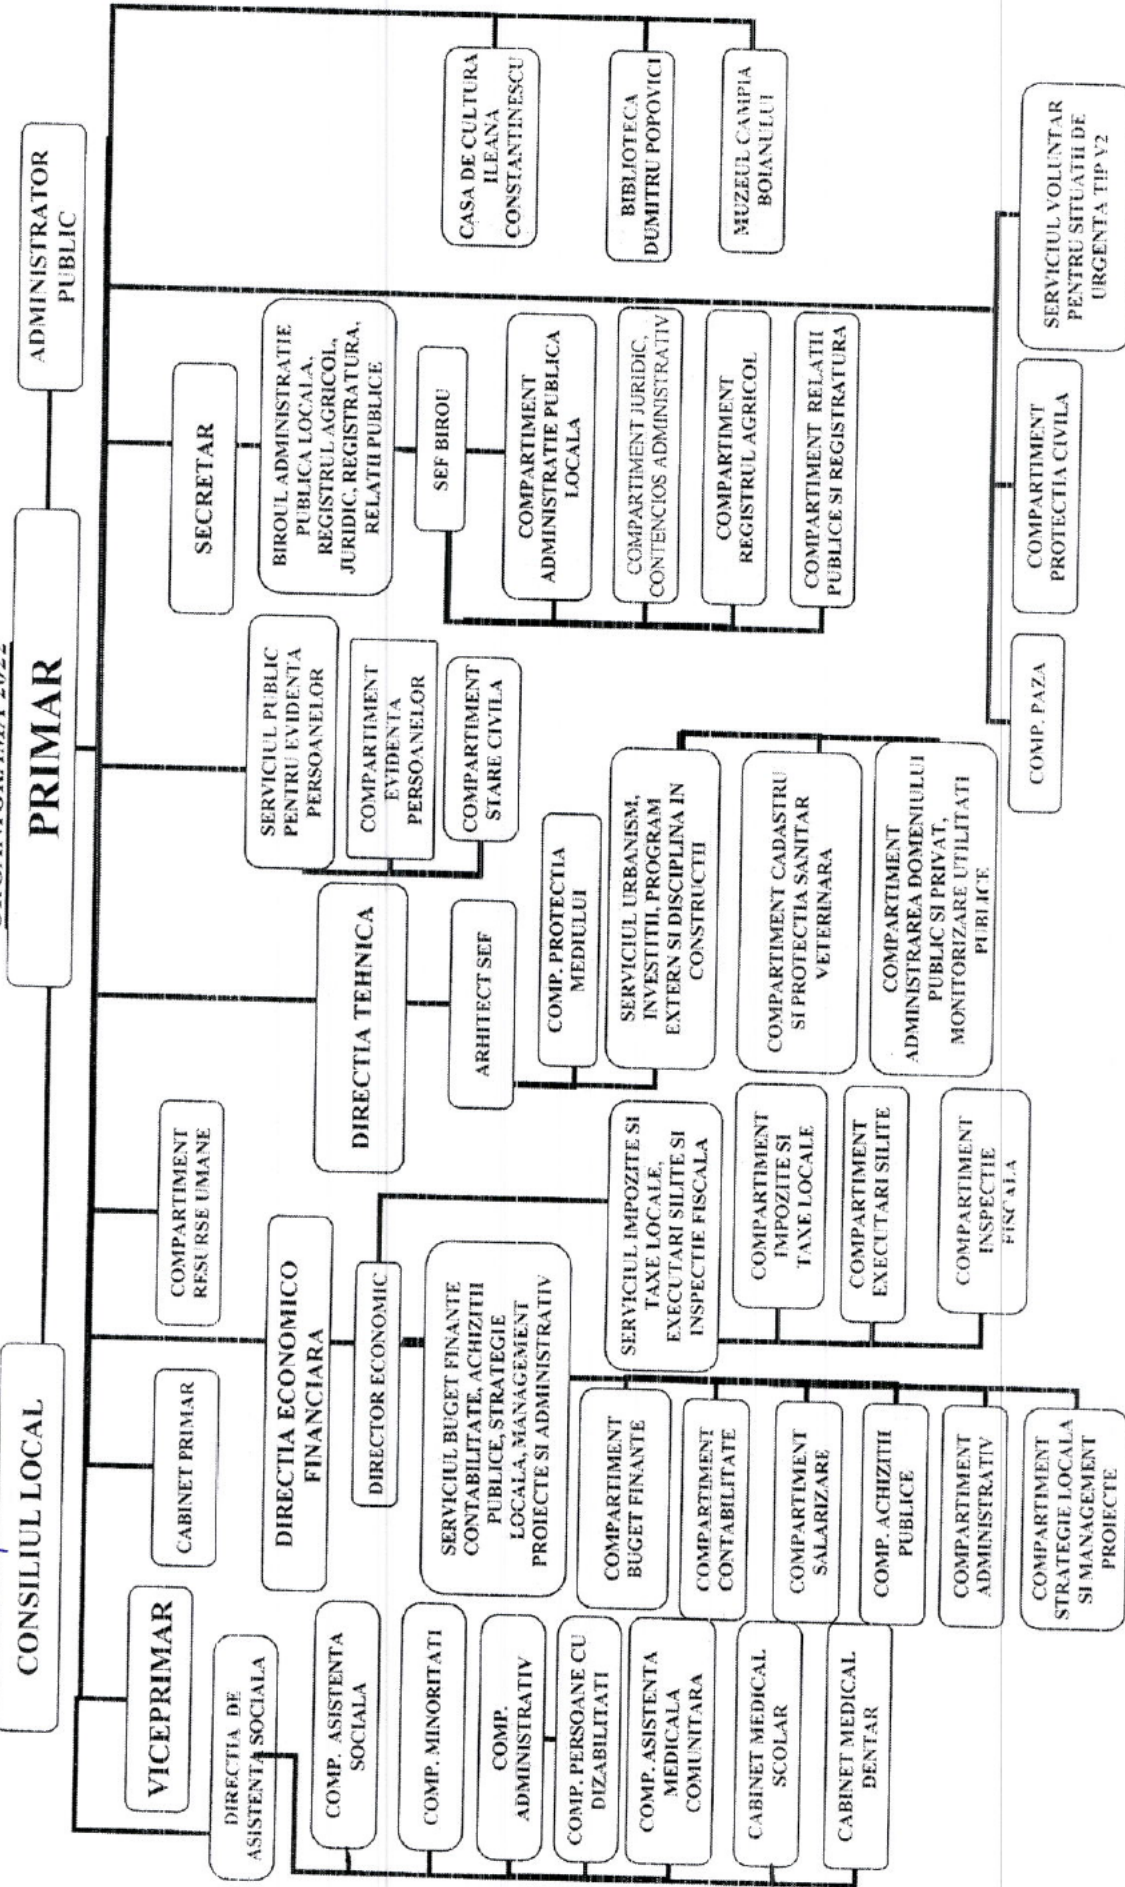 ORGANIGRAMA 2022
CONSILIUL LOCAL
PRIMAR
ADMINISTRATOR
PUBLIC
VICEPRIMAR
CABINET PRIMAR
COMPARTIMENT
RESURSE UMANE
SECRETAR
DIRECTIA DE
ASISTENTA SOCIALA
COMP. ASISTENTA
SOCIALA
COMP. MINORITATI
COMP.
ADMINISTRATIV
COMP. PERSOANE CU
DIZABILITATI
COMP. ASISTENTA
MEDICALA
COMUNITARA
CABINET MEDICAL
SCOLAR
CABINET MEDICAL
DENTAR
DIRECTIA ECONOMICO
FINANCIARA
DIRECTOR ECONOMIC
SERVICIUL BUGET FINANTE
CONTABILITATE, ACHIZITII
PUBLICE, STRATEGIE
LOCALA, MANAGEMENT
PROIECTE SI ADMINISTRATIV
COMPARTIMENT
BUGET FINANTE
COMPARTIMENT
CONTABILITATE
COMPARTIMENT
SALARIZARE
COMP. ACHIZITII
PUBLICE
COMPARTIMENT
ADMINISTRATIV
COMPARTIMENT
STRATEGIE LOCALA
SI MANAGEMENT
PROIECTE
SERVICIUL IMPOZITE SI
TAXE LOCALE,
EXECUTARI SILITE SI
INSPECTIE FISCALA
COMPARTIMENT
IMPOZITE SI
TAXE LOCALE
COMPARTIMENT
EXECUTARI SILITE
COMPARTIMENT
INSPECTIE
FISCALA
DIRECTIA TEHNICA
ARHITECT SEF
COMP. PROTECTIA
MEDIULUI
SERVICIUL URBANISM,
INVESTITII, PROGRAM
EXTERN SI DISCIPLINA IN
CONSTRUCTII
COMPARTIMENT CADASTRU
SI PROTECTIA SANITAR
VETERINARA
COMPARTIMENT
ADMINISTRAREA DOMENIULUI
PUBLIC SI PRIVAT,
MONITORIZARE UTILITATI
PUBLICE
SERVICIUL PUBLIC
PENTRU EVIDENTA
PERSOANELOR
COMPARTIMENT
EVIDENTA
PERSOANELOR
COMPARTIMENT
STARE CIVILA
BIROUL ADMINISTRATIE
PUBLICA LOCALA,
REGISTRUL AGRICOL,
JURIDIC, REGISTRATURA,
RELATII PUBLICE
SEF BIROU
COMPARTIMENT
ADMINISTRATIE PUBLICA
LOCALA
COMPARTIMENT JURIDIC,
CONTENCIOS ADMINISTRATIV
COMPARTIMENT
REGISTRUL AGRICOL
COMPARTIMENT RELATII
PUBLICE SI REGISTRATURA
CASA DE CULTURA
ILEANA
CONSTANTINESCU
BIBLIOTECA
DUMITRU POPOVICI
MUZEUL CAMPIA
BOIANULUI
COMP. PAZA
COMPARTIMENT
PROTECTIA CIVILA
SERVICIUL VOLUNTAR
PENTRU SITUATII DE
URGENTA TIP V2